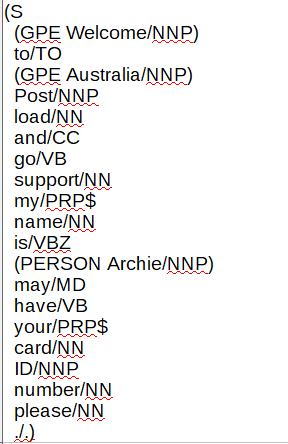 (S
(GPE Welcome/NNP)
to/TO
(GPE Australia/NNP)
Post/NNP
load/NN
and/CC
go/VB
support/NN
my/PRP$
name/NN
is/VBZ
(PERSON Archie/NNP)
may/MD
have/VB
your/PRP$
card/NN
ID/NNP
number/NN
please/NN
./.)